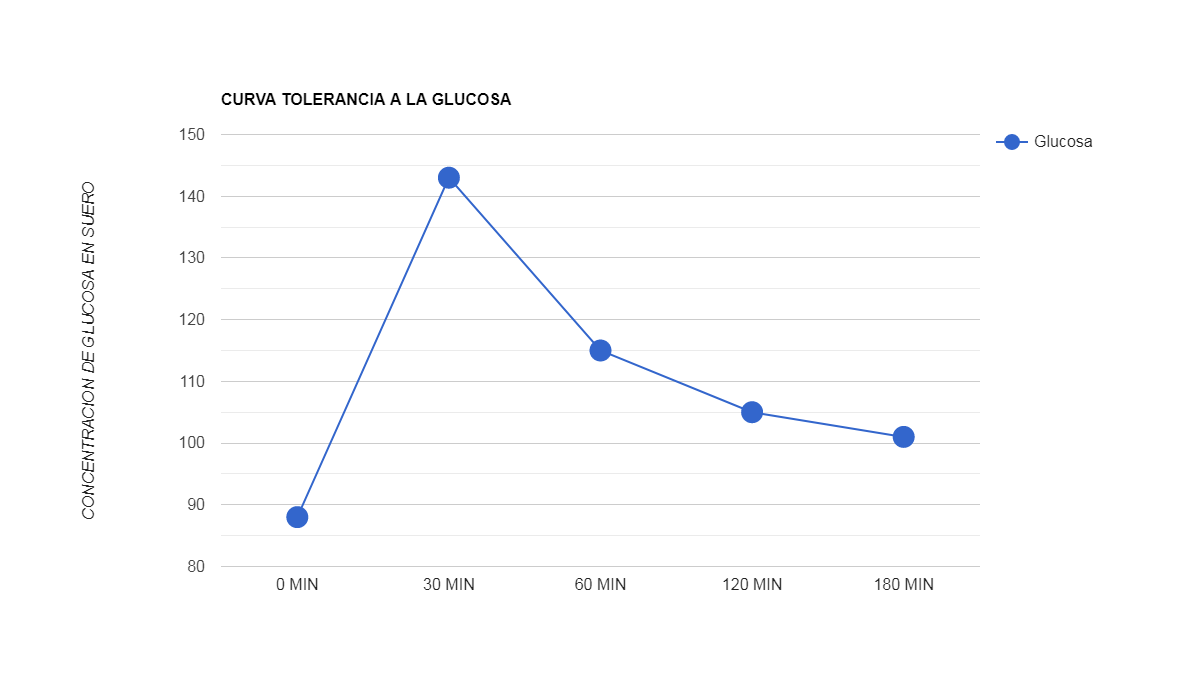 CURVA TOLERANCIA A LA GLUCOSA
Glucosa
CONCENTRACION DE GLUCOSA EN SUERO
150
140
130
120
110
100
90
80
0 MIN
30 MIN
60 MIN
120 MIN
180 MIN